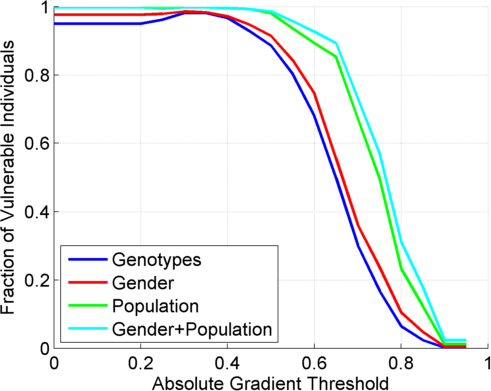 1
0.8
0.6
0.4
0.2
0
Fraction of Vulnerable Individuals
Genotypes
Gender
Population
Gender+Population
0 0.2 0.4 0.6 0.8 1
Absolute Gradient Threshold